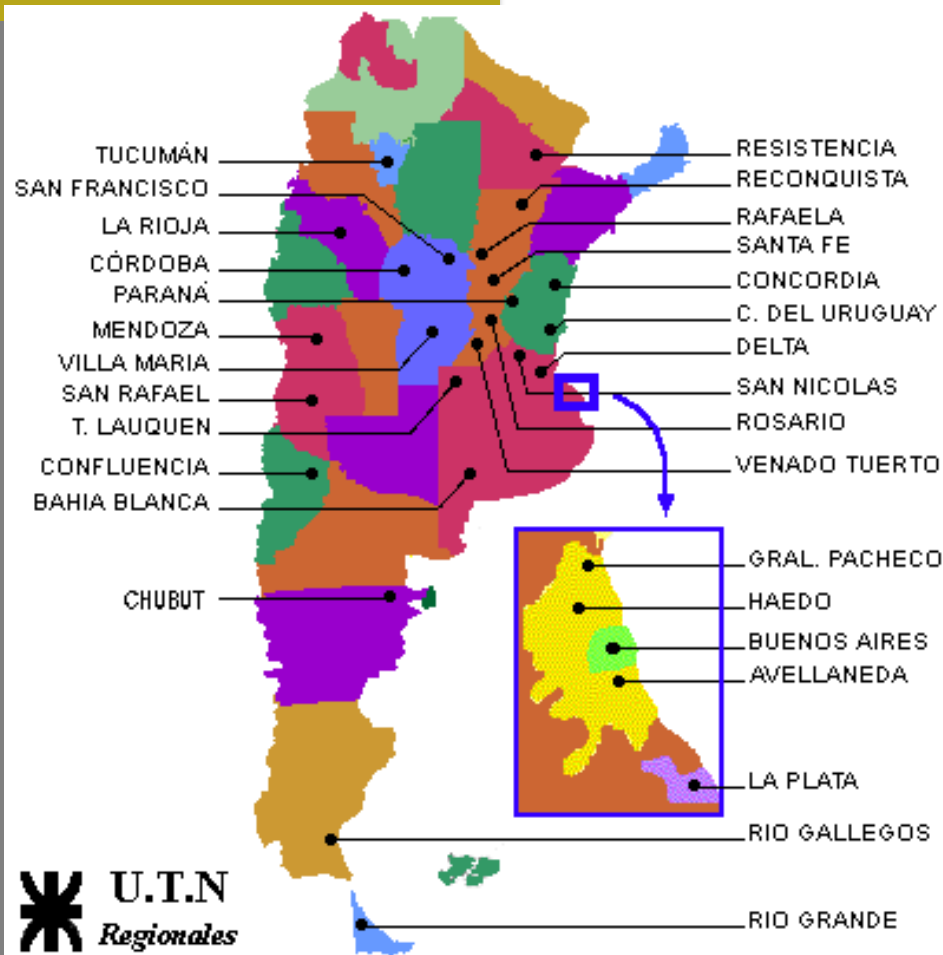 TUCUMÁN
SAN FRANCISCO
LA RIOJA
CÓRDOBA
PARANÁ
MENDOZA
VILLA MARIA
SAN RAFAEL
T. LAUQUEN
CONFLUENCIA
BAHIA BLANCA
CHUBUT
RESISTENCIA
RECONQUISTA
RAFAELA
SANTA FE
CONCORDIA
C. DEL URUGUAY
DELTA
SAN NICOLAS
ROSARIO
VENADO TUERTO
GRAL. PACHECO
HAEDO
BUENOS AIRES
AVELLANEDA
LA PLATA
RIO GALLEGOS
RIO GRANDE
U.T.N
Regionales